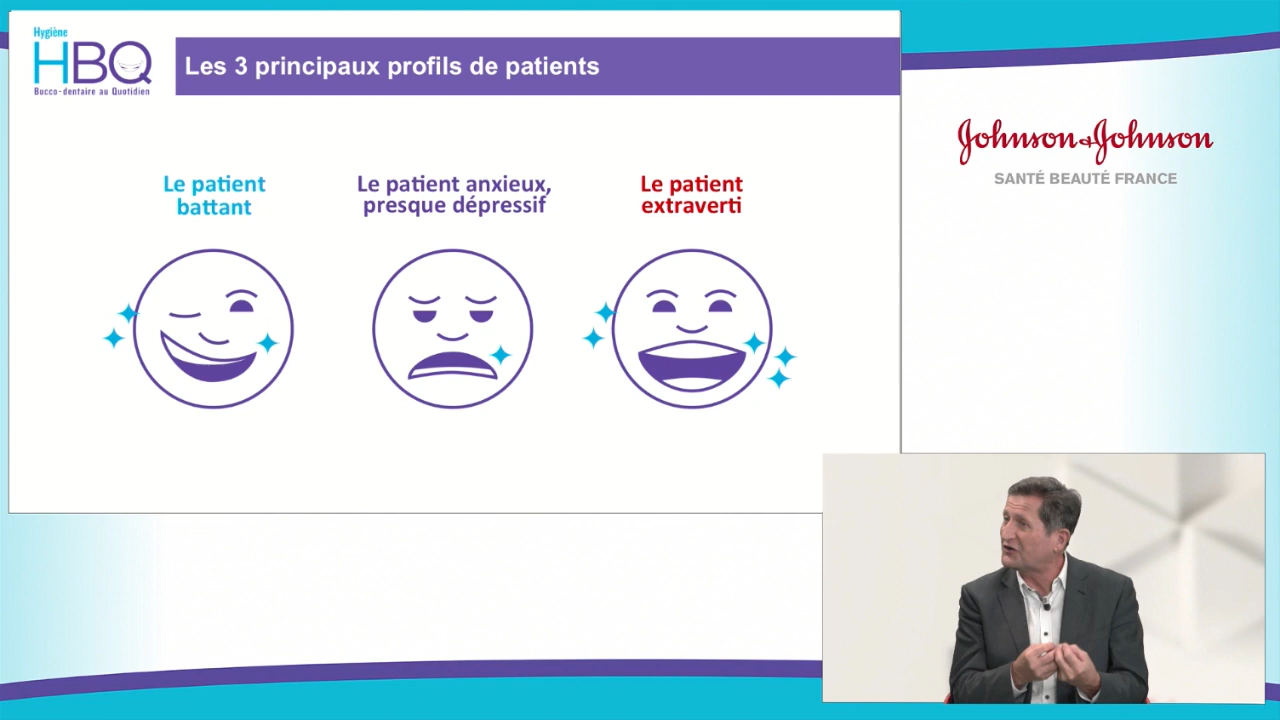 Hygiène
HBQ
Bucco-dentaire au Quotidien
Les 3 principaux profils de patients
Le patient
battant
Le patient anxieux,
presque dépressif
Le patient
extraverti
Johnson&Johnson
SANTÉ BEAUTÉ FRANCE